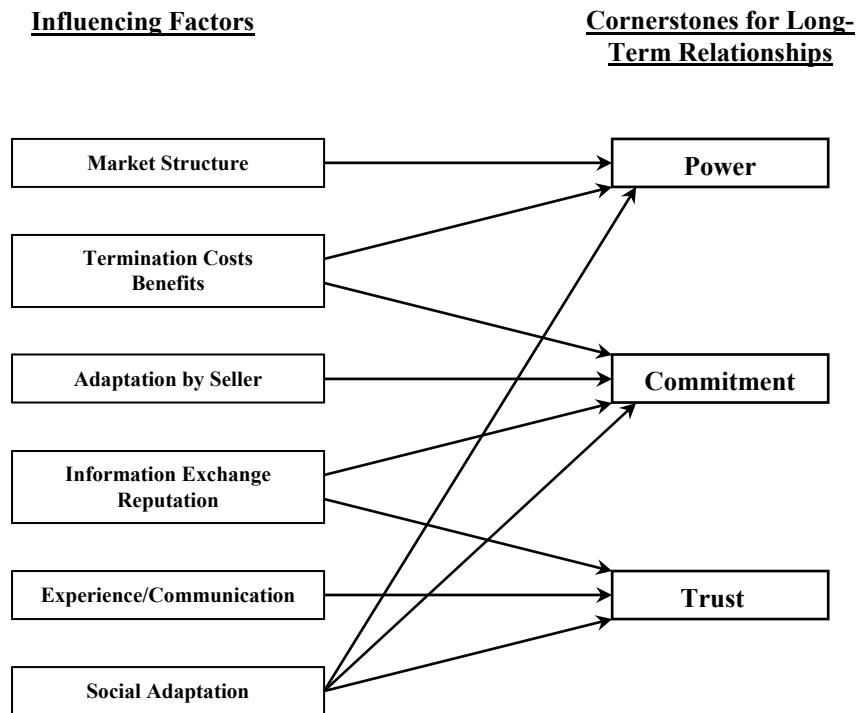 Influencing Factors
Cornerstones for Long-
Term Relationships
Market Structure
Power
Termination Costs
Benefits
Adaptation by Seller
Commitment
Information Exchange
Reputation
Experience/Communication
Trust
Social Adaptation